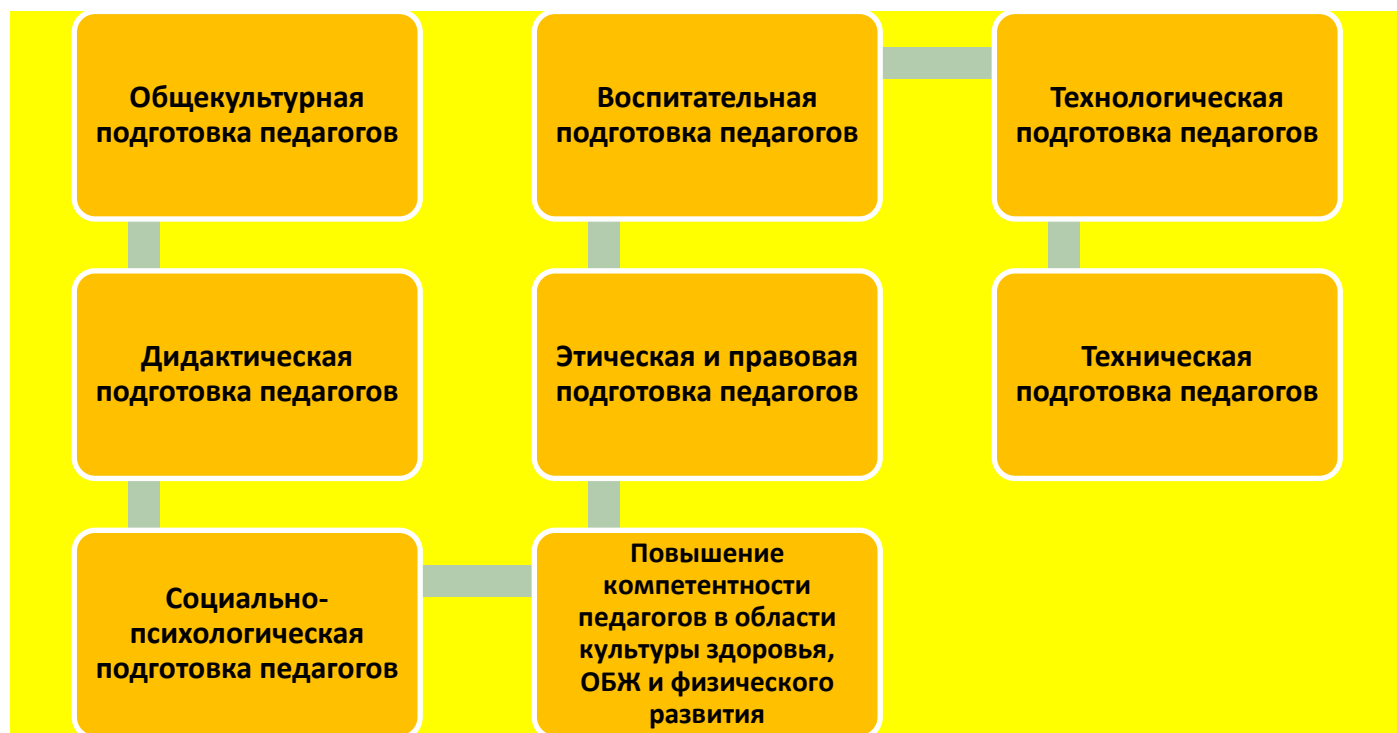 Общекультурная
подготовка педагогов
Дидактическая
подготовка педагогов
Социально-
психологическая
подготовка педагогов
Повышение
компетентности
педагогов в области
культуры здоровья,
ОБЖ и физического
развития
Этическая и правовая
подготовка педагогов
Воспитательная
подготовка педагогов
Технологическая
подготовка педагогов
Техническая
подготовка педагогов